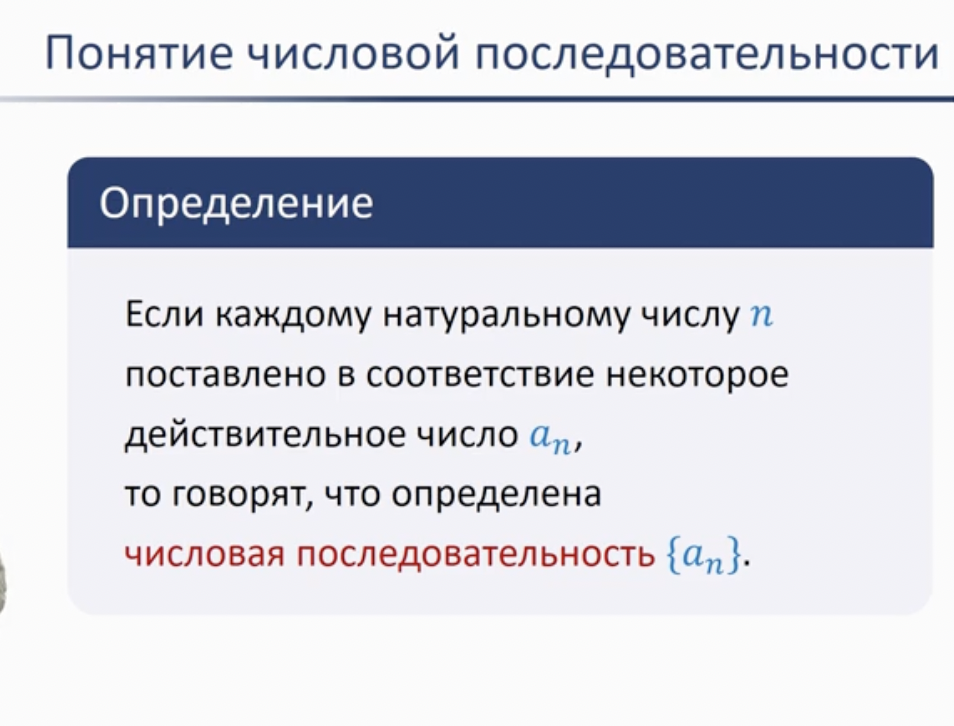 Понятие числовой последовательности
Определение
Если каждому натуральному числу n
поставлено в соответствие некоторое
действительное число aₙ,
то говорят, что определена
числовая последовательность {aₙ}.